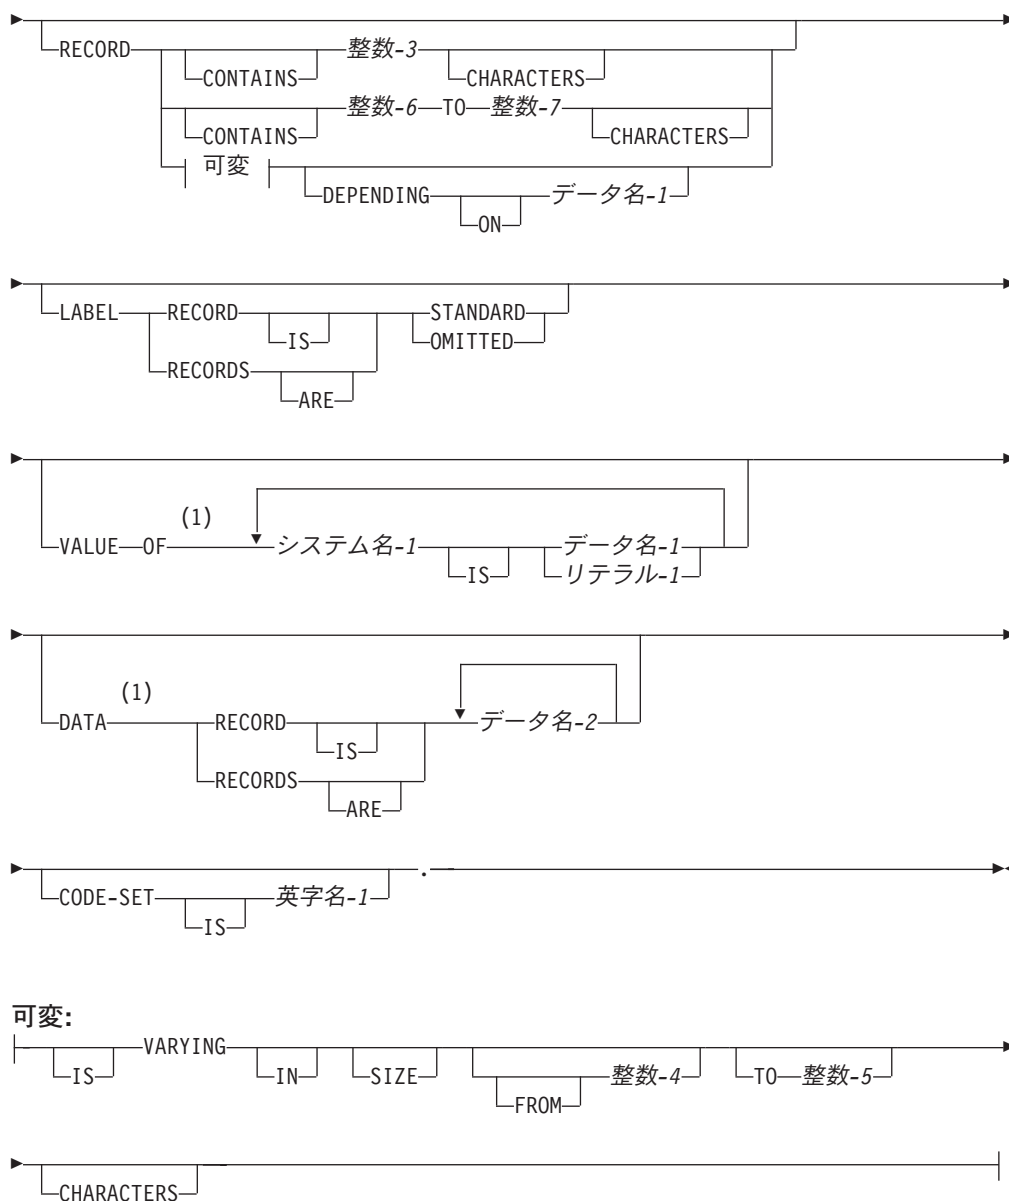 RECORD 整数-3
CONTAINS CHARACTERS
整数-6 TO 整数-7
CONTAINS CHARACTERS
可変
DEPENDING データ名-1
ON
LABEL RECORD STANDARD
IS OMITTED
RECORDS
ARE
(1)
VALUE OF システム名-1 データ名-1
IS リテラル-1
(1)
DATA RECORD データ名-2
IS
RECORDS
ARE
.
CODE-SET 英字名-1
IS
可変:
VARYING
IS IN SIZE 整数-4 TO 整数-5
FROM
CHARACTERS